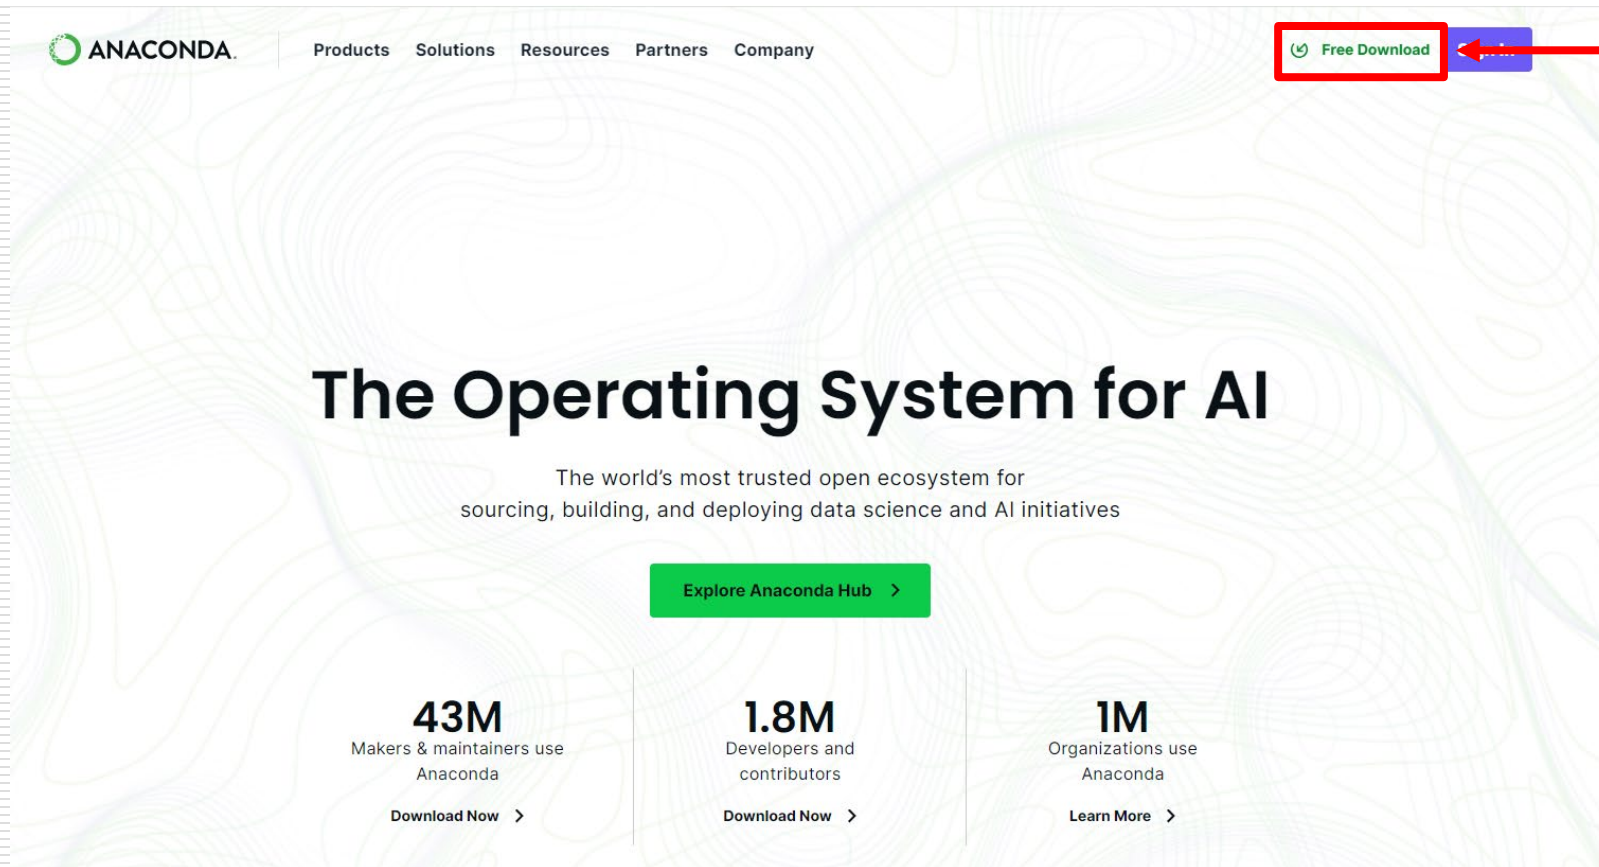 ANACONDA.
Products Solutions Resources Partners Company
Free Download
The Operating System for AI
The world’s most trusted open ecosystem for
sourcing, building, and deploying data science and AI initiatives
Explore Anaconda Hub
43M
Makers & maintainers use
Anaconda
Download Now
1.8M
Developers and
contributors
Download Now
1M
Organizations use
Anaconda
Learn More